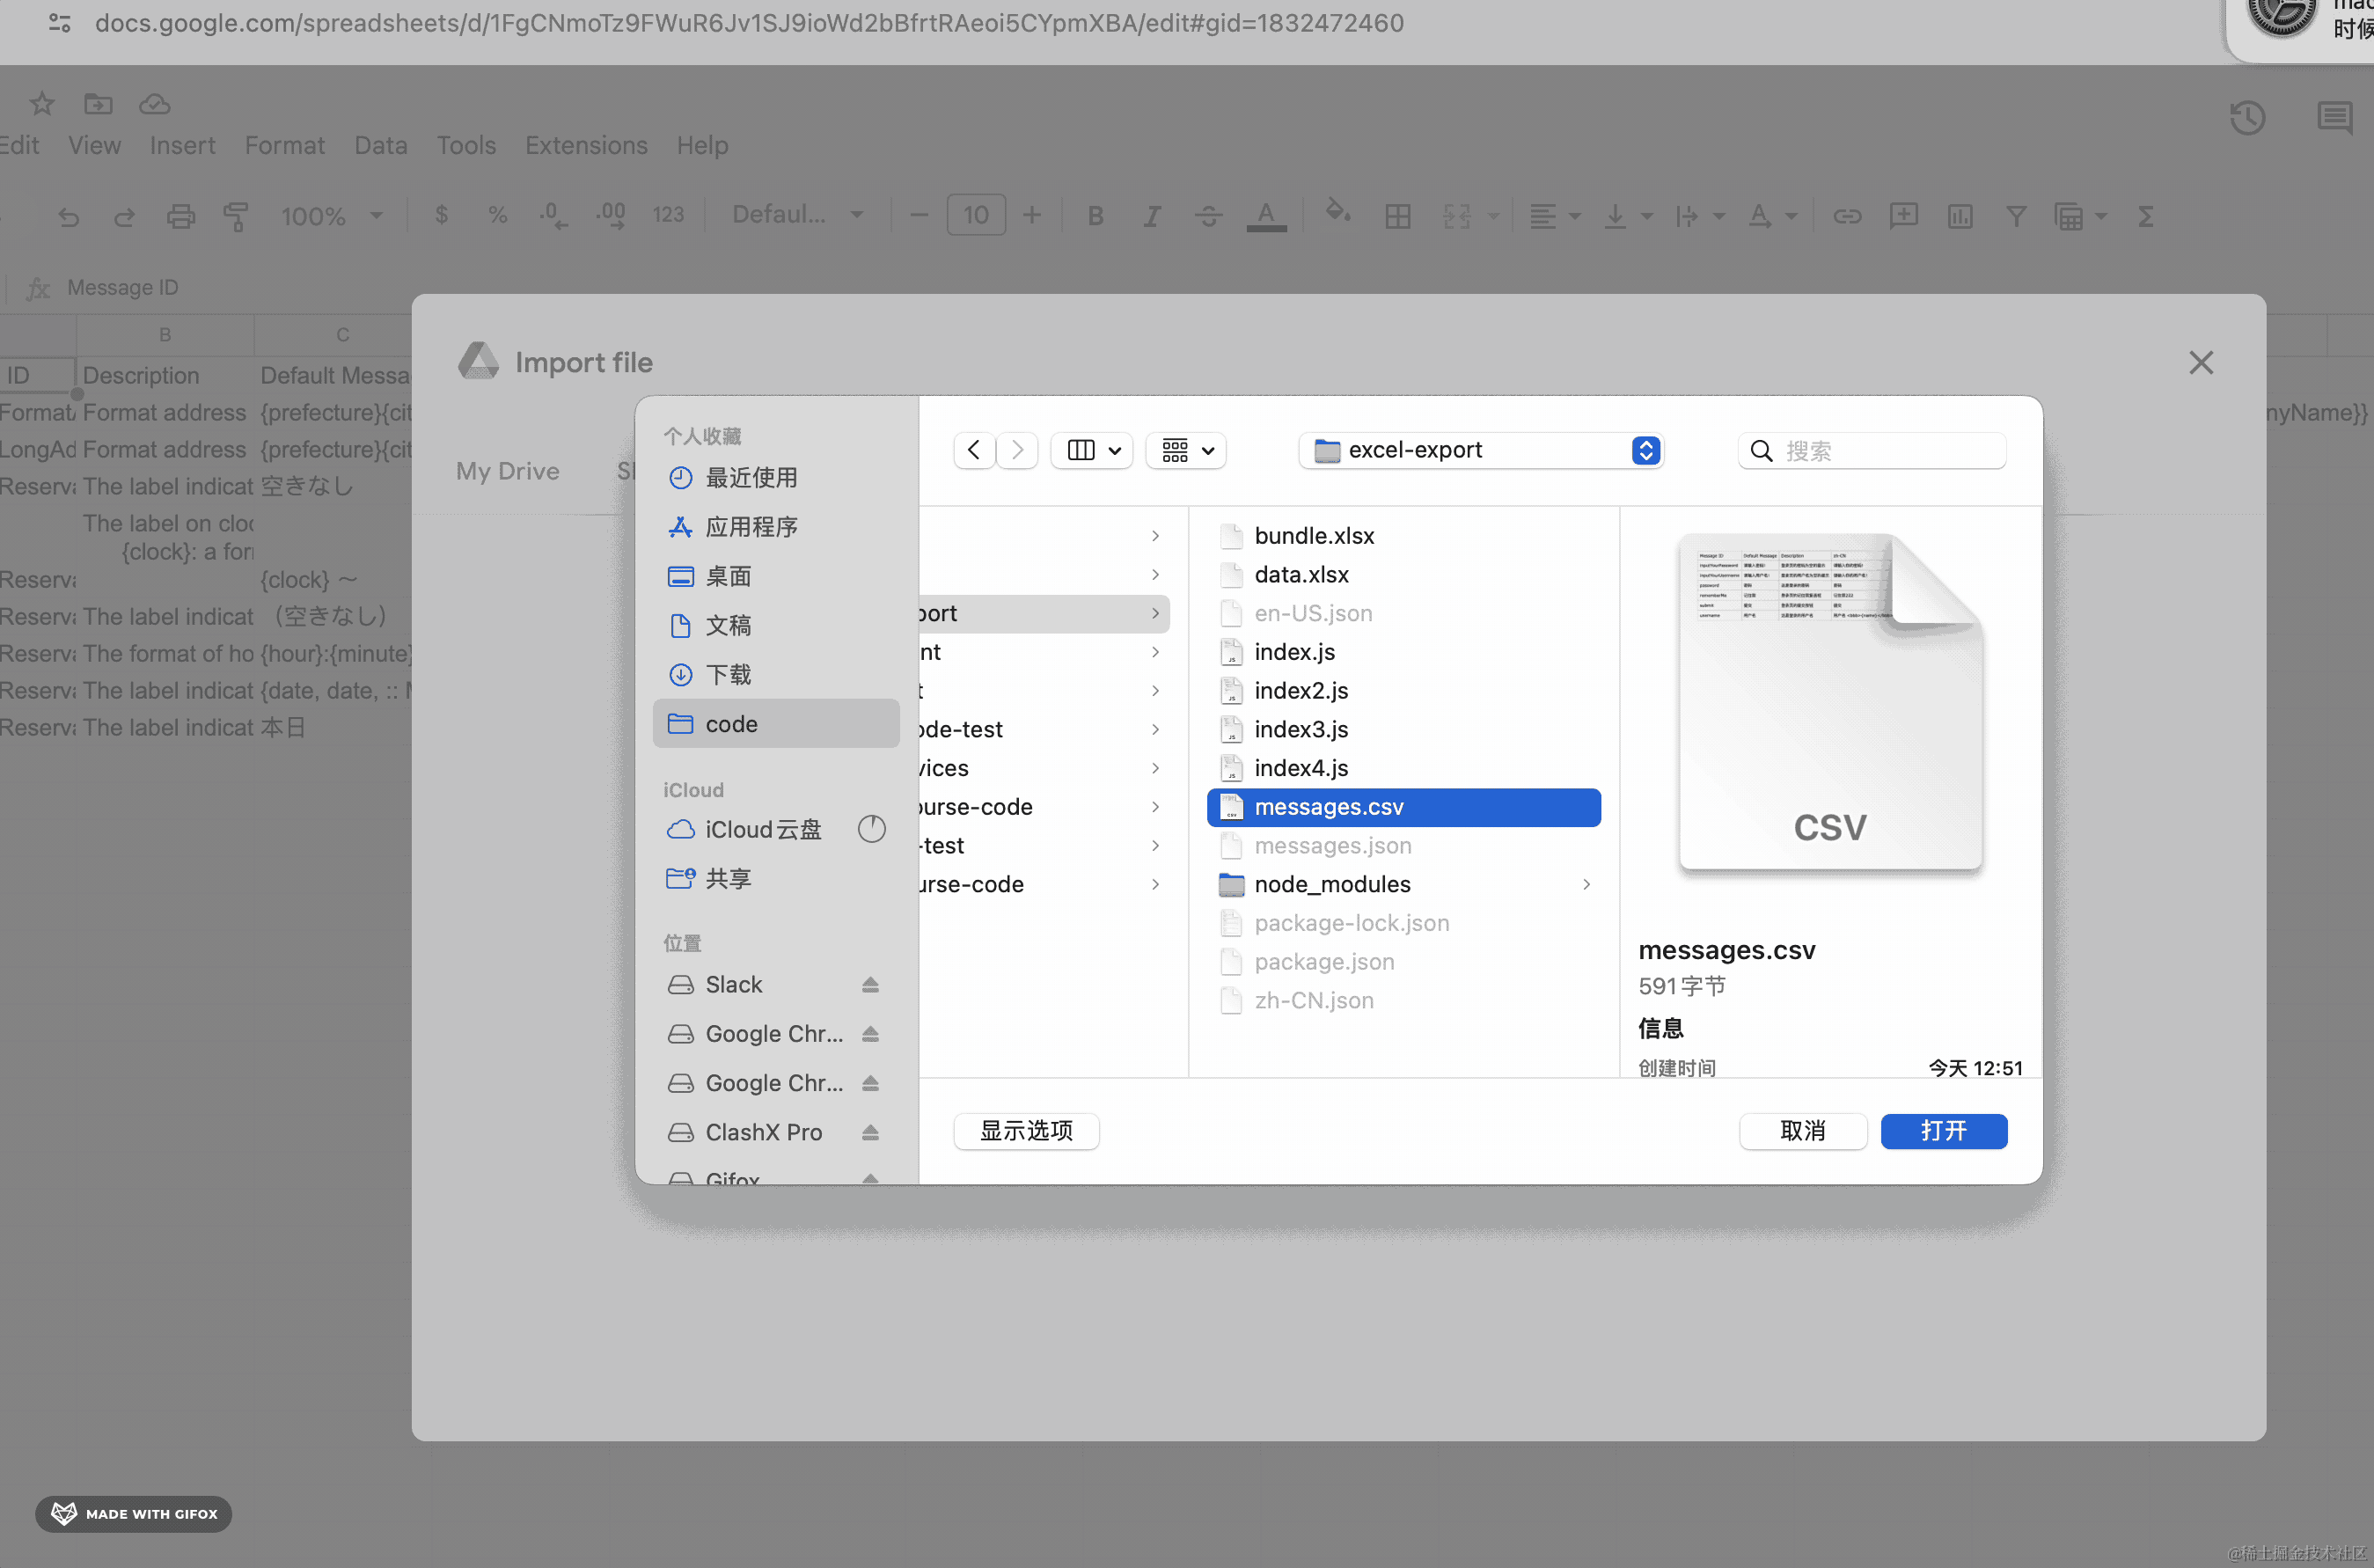 docs.google.com/spreadsheets/d/1FgCNmoTz9FWuR6Jv1SJ9ioWd2bBfrtRAeoi5CYpmXBA/edit#gid=1832472460
时候
Edit View Insert Format Data Tools Extensions Help
100% $ % .0 .00 123 Defaul... 10 B I S A
Message ID
B C
ID Description Default Messa
Format Format address {prefecture}{cit nyName}}
LongAd Format address {prefecture}{cit
Reserva The label indicat 空きなし
The label on cloc
{clock}: a for
Reserva {clock} ～
Reserva The label indicat （空きなし）
Reserva The format of ho {hour}:{minute}
Reserva The label indicat {date, date, ::
Reserva The label indicat 本日
Import file
My Drive
个人收藏
最近使用
应用程序
桌面
文稿
下载
code
iCloud
iCloud云盘
共享
位置
Slack
Google Chr...
Google Chr...
ClashX Pro
Gifox
excel-export
搜索
port
nt
t
ode-test
vices
ourse-code
-test
urse-code
bundle.xlsx
data.xlsx
en-US.json
index.js
index2.js
index3.js
index4.js
messages.csv
messages.json
node_modules
package-lock.json
package.json
zh-CN.json
CSV
messages.csv
591字节
信息
创建时间 今天 12:51
显示选项 取消 打开
MADE WITH GIFOX
@稀土掘金技术社区